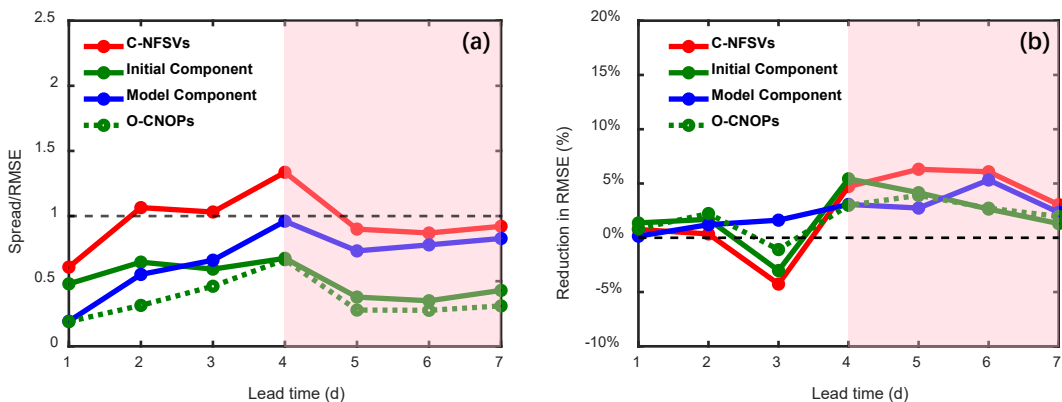 (a)
C-NFSVs
Initial Component
Model Component
O-CNOPs
Spread/RMSE
2.5
2
1.5
1
0.5
0
1 2 3 4 5 6 7
Lead time (d)
(b)
C-NFSVs
Initial Component
Model Component
O-CNOPs
Reduction in RMSE (%)
20%
15%
10%
5%
0%
-5%
-10%
1 2 3 4 5 6 7
Lead time (d)